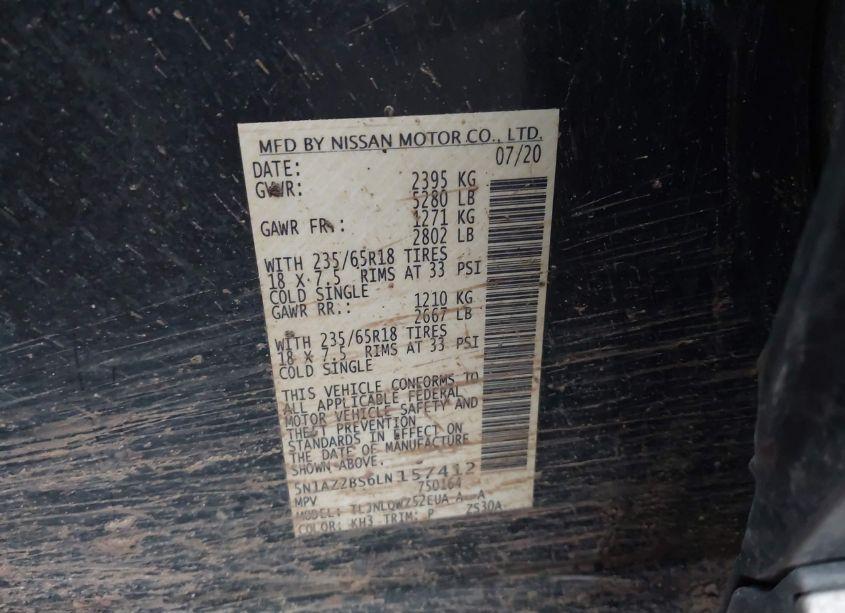 MFD BY NISSAN MOTOR CO., LTD.
DATE: 07/20
GVWR: 2395 KG
5280 LB
GAWR FR.: 1271 KG
2802 LB
WITH 235/65R18 TIRES
18 X 7.5 RIMS AT 33 PSI
COLD SINGLE
GAWR RR.: 1210 KG
2667 LB
WITH 235/65R18 TIRES
18 X 7.5 RIMS AT 33 PSI
COLD SINGLE
THIS VEHICLE CONFORMS TO
ALL APPLICABLE FEDERAL
MOTOR VEHICLE SAFETY AND
THEFT PREVENTION
STANDARDS IN EFFECT ON
THE DATE OF MANUFACTURE
SHOWN ABOVE.
5N1AZ2BS6LN157412
MPV 750164
MODEL: TLJNLQWZ52EUA A A
COLOR: KH3 TRIM: P ZS30A